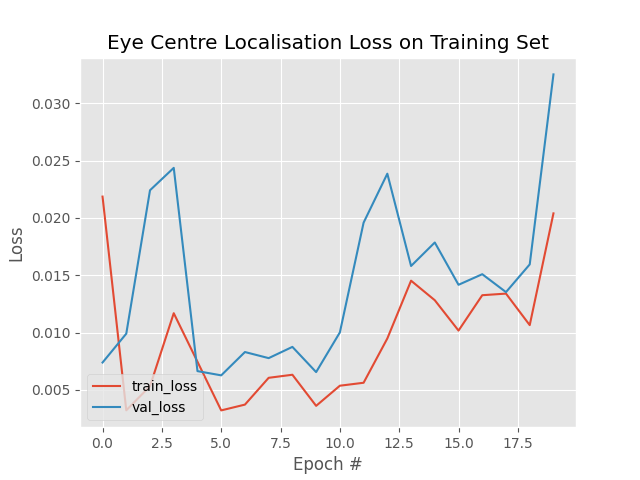 Eye Centre Localisation Loss on Training Set
Loss
0.030
0.025
0.020
0.015
0.010
0.005
train_loss
val_loss
0.0 2.5 5.0 7.5 10.0 12.5 15.0 17.5
Epoch #